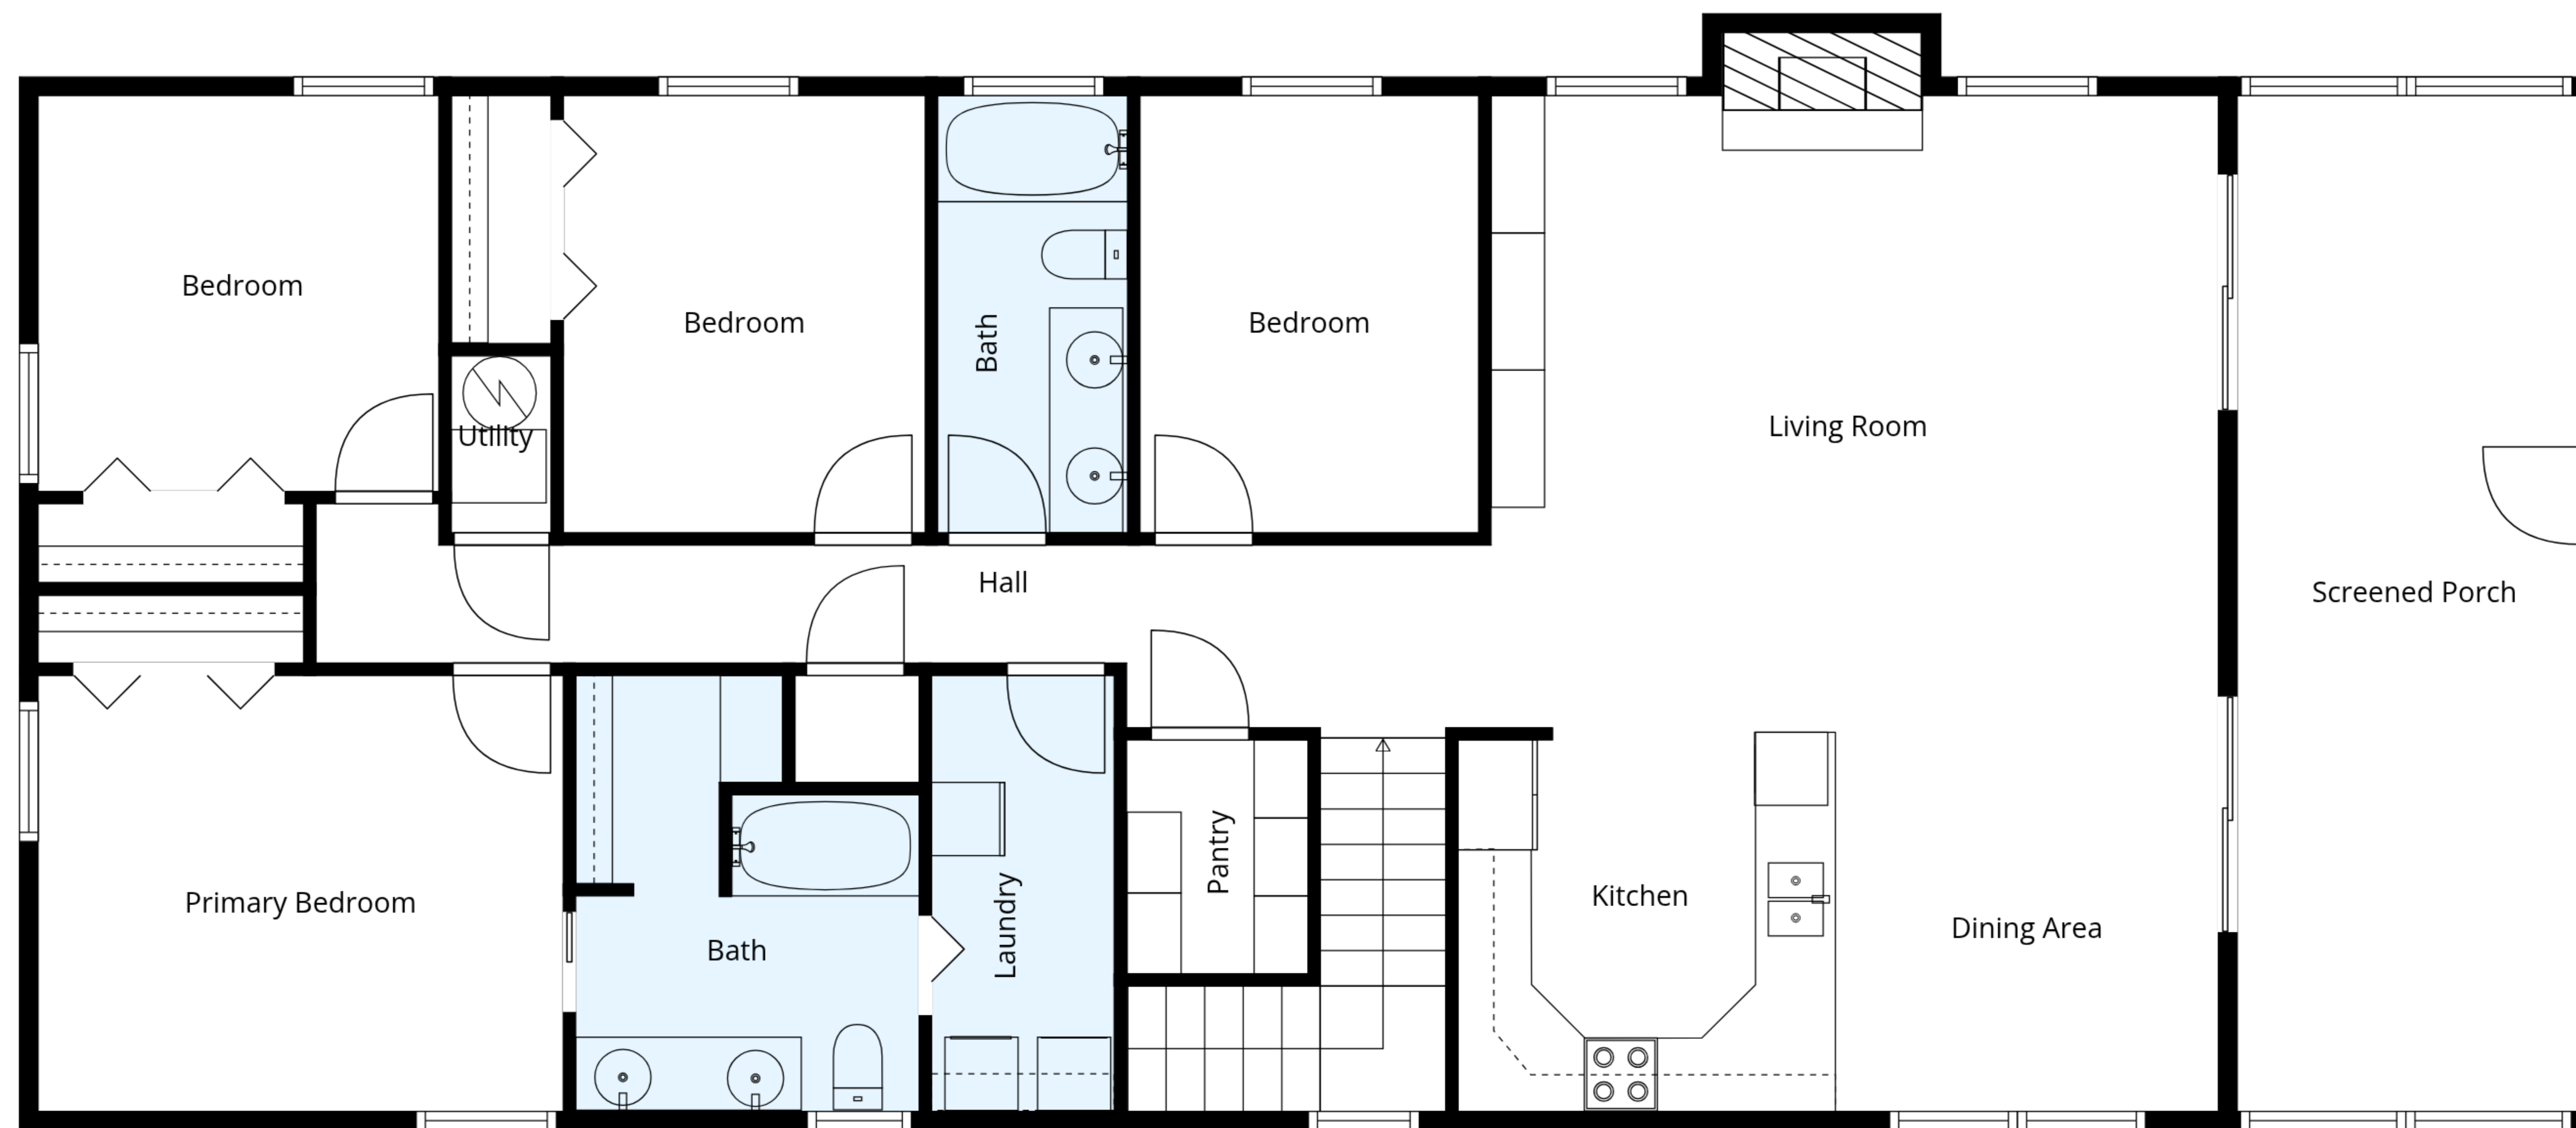 Bedroom
Bedroom
Bath
Bedroom
Utility
Living Room
Hall
Screened Porch
Primary Bedroom
Bath
Laundry
Pantry
Kitchen
Dining Area